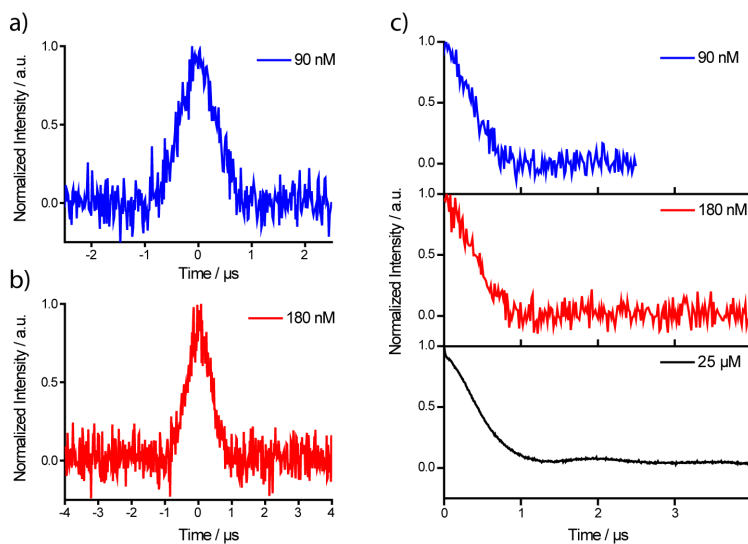 a)
1.0
0.5
0.0
Normalized Intensity / a.u.
90 nM
-2 -1 0 1 2
Time / µs
b)
1.0
0.5
0.0
Normalized Intensity / a.u.
180 nM
-4 -3 -2 -1 0 1 2 3 4
Time / µs
c)
Normalized Intensity / a.u.
1.0
0.5
0.0
90 nM
1.0
0.5
0.0
180 nM
1.0
0.5
0.0
25 µM
0 1 2 3
Time / µs